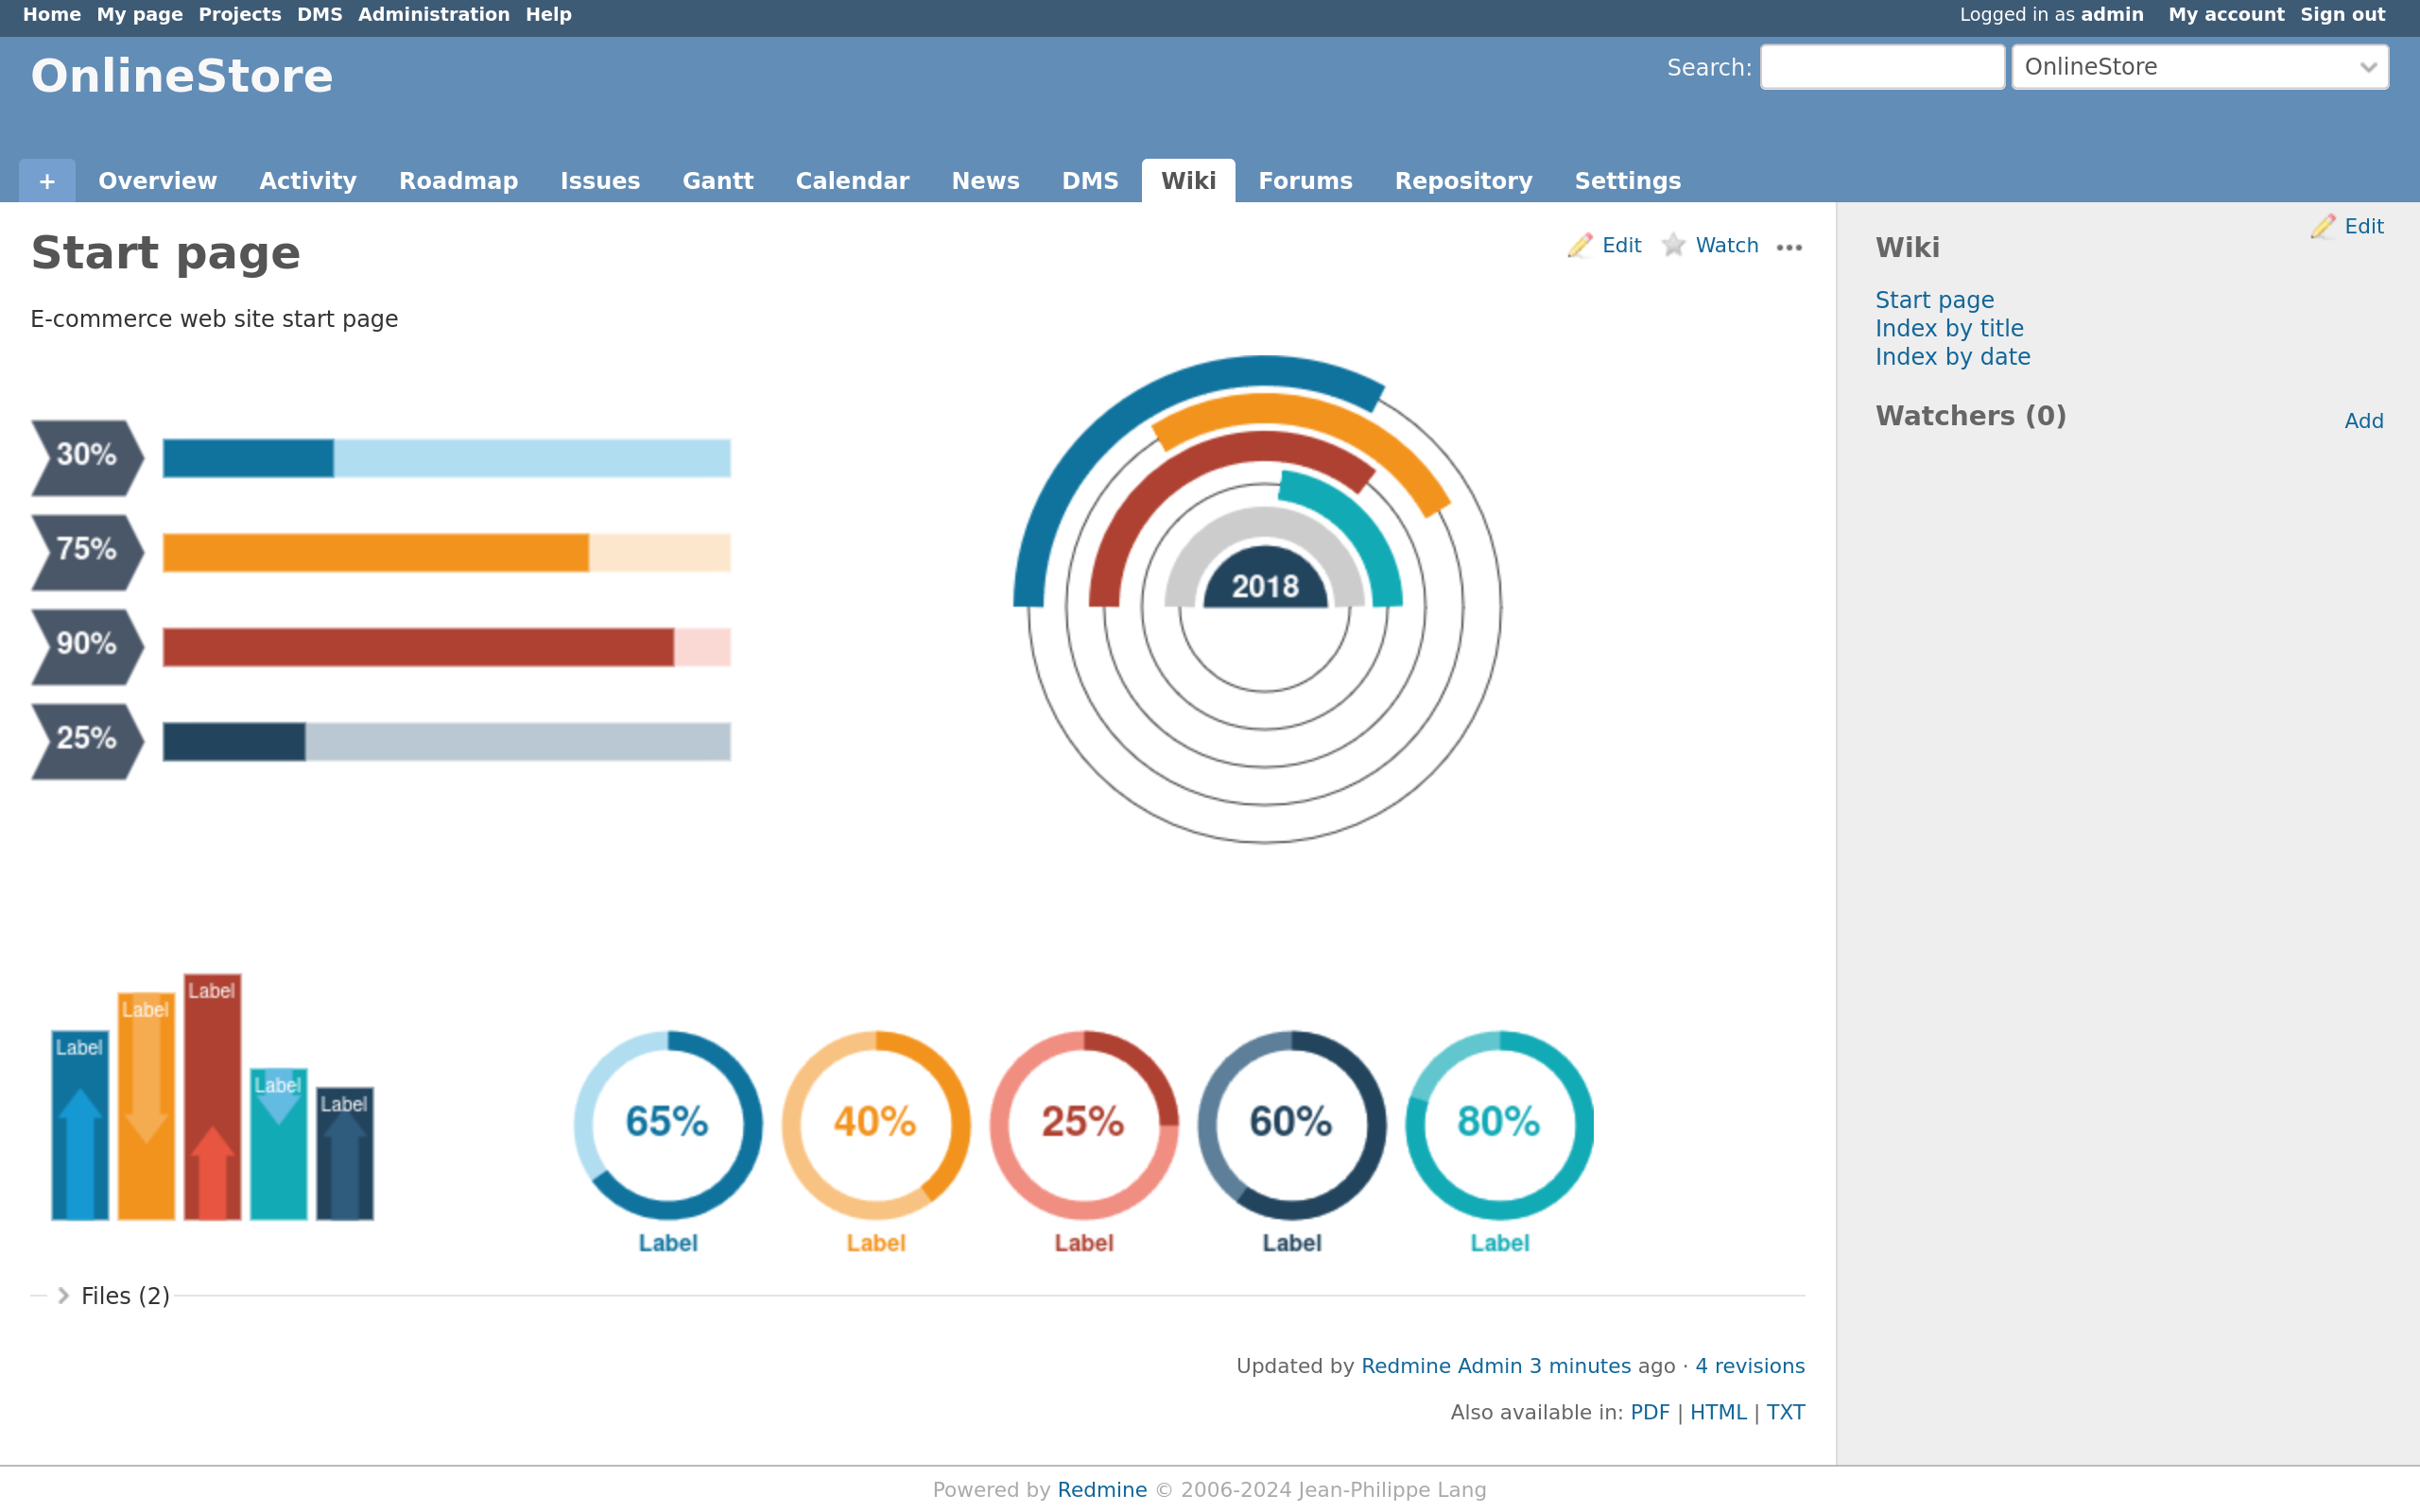 Home My page Projects DMS Administration Help
Logged in as admin My account Sign out
OnlineStore
Search: OnlineStore
+ Overview Activity Roadmap Issues Gantt Calendar News DMS Wiki Forums Repository Settings
Start page
Edit Watch •••
E-commerce web site start page
30%
75%
90%
25%
2018
Label
Label
Label
Label
Label
65%
40%
25%
60%
80%
Label
Label
Label
Label
Label
Files (2)
Updated by Redmine Admin 3 minutes ago · 4 revisions
Also available in: PDF | HTML | TXT
Edit
Wiki
Start page
Index by title
Index by date
Watchers (0)
Add
Powered by Redmine © 2006-2024 Jean-Philippe Lang